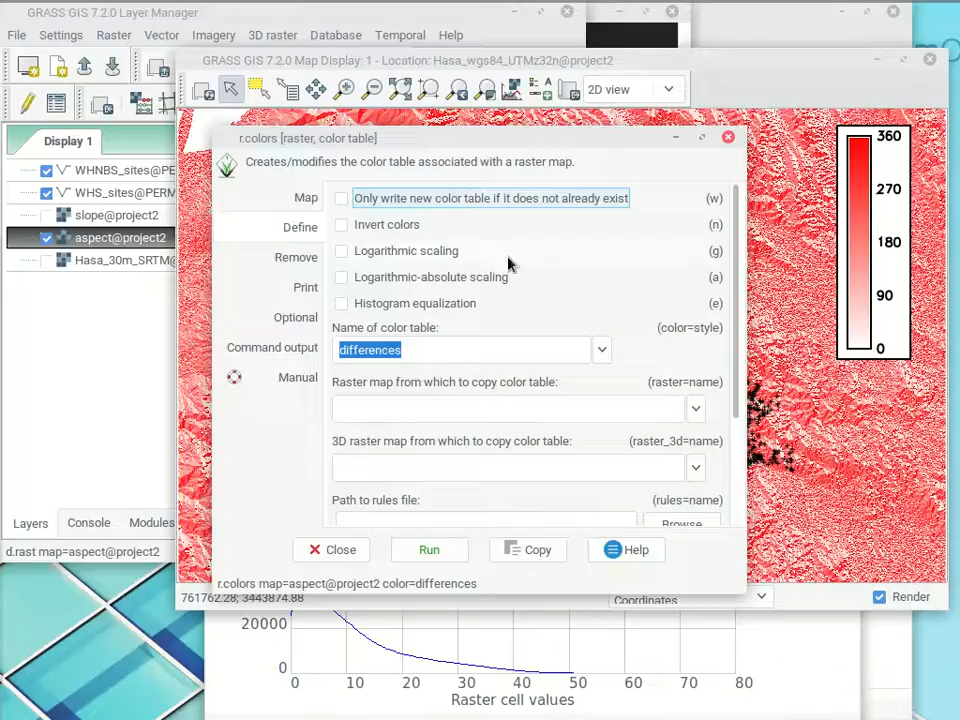 GRASS GIS 7.2.0 Layer Manager
File Settings Raster Vector Imagery 3D raster Database Temporal Help
GRASS GIS 7.2.0 Map Display: 1 - Location: Hasa_wgs84_UTMz32n@project2
2D view
Display 1
WHNBS_sites@PE
WHS_sites@PERM
slope@project2
aspect@project2
Hasa_30m_SRTM@
Layers Console Modules
d.rast map=aspect@project2
r.colors [raster, color table]
Creates/modifies the color table associated with a raster map.
Map
Define
Remove
Print
Optional
Command output
Manual
Only write new color table if it does not already exist (w)
Invert colors (n)
Logarithmic scaling (g)
Logarithmic-absolute scaling (a)
Histogram equalization (e)
Name of color table: (color=style)
differences
Raster map from which to copy color table: (raster=name)
3D raster map from which to copy color table: (raster_3d=name)
Path to rules file: (rules=name)
Browse
Close Run Copy Help
r.colors map=aspect@project2 color=differences
360
270
180
90
0
761762.28; 3443874.88
Coordinates
Render
20000
0
0 10 20 30 40 50 60 70 80
Raster cell values